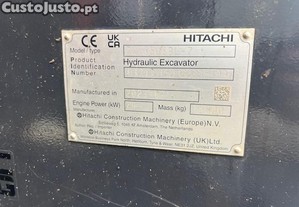 CustoJusto.pt
CE UK CA HITACHI
Model / type
Product Hydraulic Excavator
Identification
Number
Manufactured in
Engine Power (kW) Mass (kg)
Hitachi Construction Machinery (Europe) N.V.
Hitachi Construction Machinery (UK) Ltd.